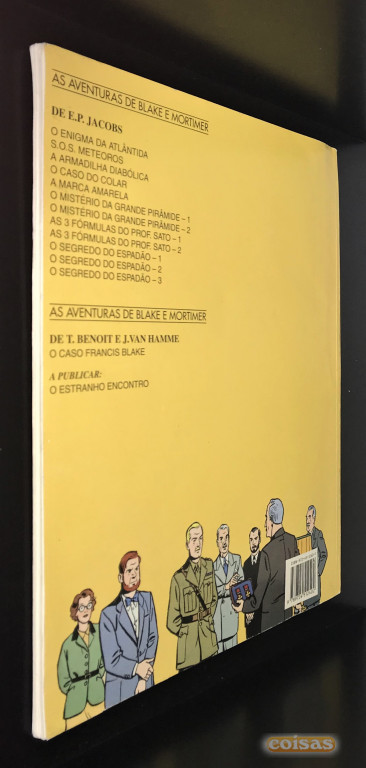 AS AVENTURAS DE BLAKE E MORTIMER
DE E.P. JACOBS
O ENIGMA DA ATLÂNTIDA
S.O.S. METEOROS
A ARMADILHA DIABÓLICA
O CASO DO COLAR
A MARCA AMARELA
O MISTÉRIO DA GRANDE PIRÂMIDE – 1
O MISTÉRIO DA GRANDE PIRÂMIDE – 2
AS 3 FÓRMULAS DO PROF. SATO – 1
AS 3 FÓRMULAS DO PROF. SATO – 2
O SEGREDO DO ESPADÃO – 1
O SEGREDO DO ESPADÃO – 2
O SEGREDO DO ESPADÃO – 3
AS AVENTURAS DE BLAKE E MORTIMER
DE T. BENOIT E J.VAN HAMME
O CASO FRANCIS BLAKE
A PUBLICAR:
O ESTRANHO ENCONTRO
coisas